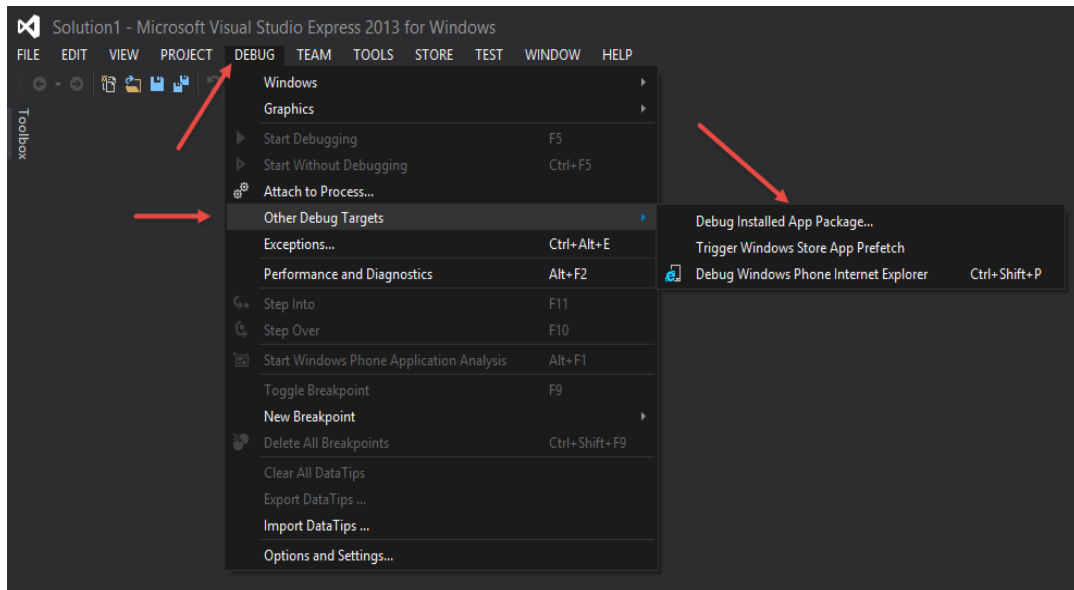 Solution1 - Microsoft Visual Studio Express 2013 for Windows
FILE EDIT VIEW PROJECT DEBUG TEAM TOOLS STORE TEST WINDOW HELP
Toolbox
Windows
Graphics
Start Debugging F5
Start Without Debugging Ctrl+F5
Attach to Process...
Other Debug Targets
Exceptions... Ctrl+Alt+E
Performance and Diagnostics Alt+F2
Step Into F11
Step Over F10
Start Windows Phone Application Analysis Alt+F1
Toggle Breakpoint F9
New Breakpoint
Delete All Breakpoints Ctrl+Shift+F9
Clear All DataTips
Export DataTips ...
Import DataTips ...
Options and Settings...
Debug Installed App Package...
Trigger Windows Store App Prefetch
Debug Windows Phone Internet Explorer Ctrl+Shift+P